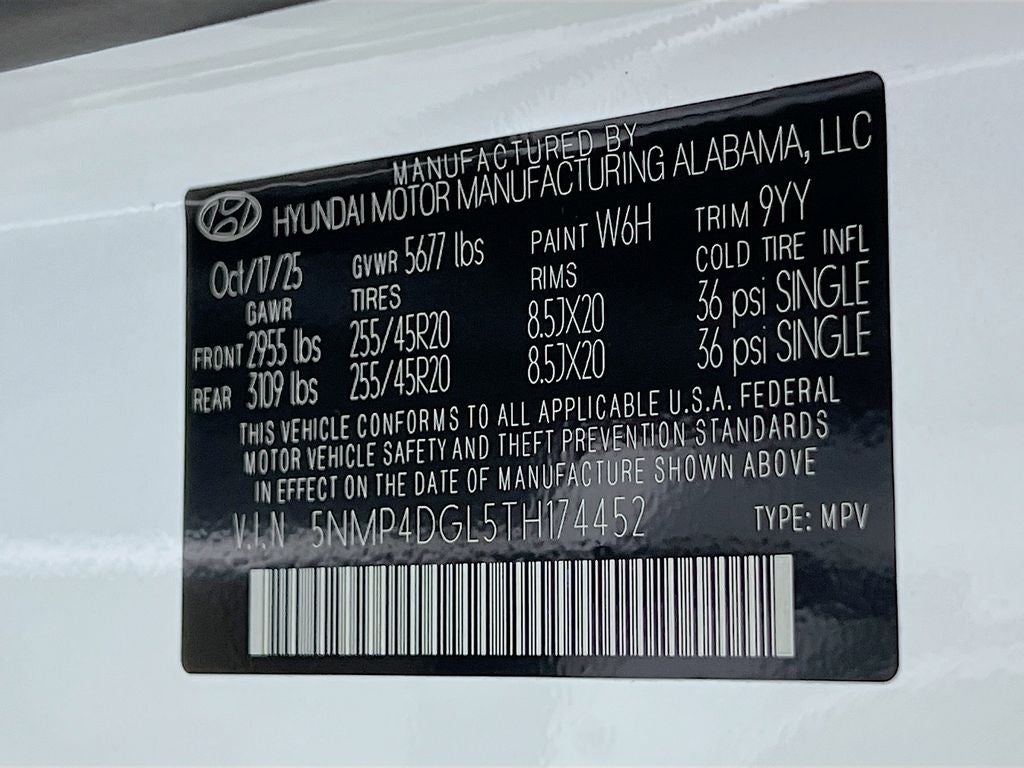 MANUFACTURED BY
HYUNDAI MOTOR MANUFACTURING ALABAMA, LLC
Oct/17/25 GVWR 5677 lbs PAINT W6H TRIM 9YY
GAWR TIRES RIMS COLD TIRE INFL
FRONT 2955 lbs 255/45R20 8.5JX20 36 psi SINGLE
REAR 3109 lbs 255/45R20 8.5JX20 36 psi SINGLE
THIS VEHICLE CONFORMS TO ALL APPLICABLE U.S.A. FEDERAL
MOTOR VEHICLE SAFETY AND THEFT PREVENTION STANDARDS
IN EFFECT ON THE DATE OF MANUFACTURE SHOWN ABOVE
V.I.N 5NMP4DGL5TH174452 TYPE: MPV